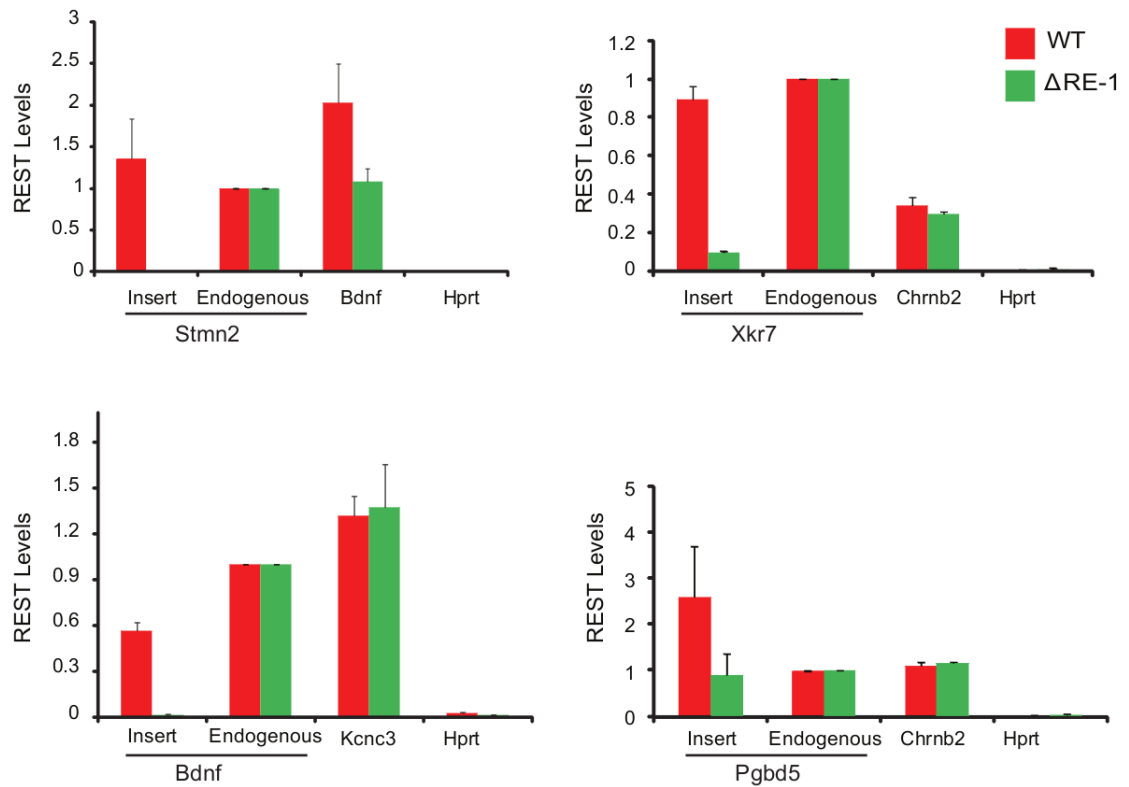 3
2.5
2
1.5
1
0.5
0
REST Levels
Insert Endogenous Bdnf Hprt
Stmn2
1.2
1
0.8
0.6
0.4
0.2
0
REST Levels
Insert Endogenous Chrnb2 Hprt
Xkr7
WT
ΔRE-1
1.8
1.5
1.2
0.9
0.6
0.3
0
REST Levels
Insert Endogenous Kcnc3 Hprt
Bdnf
5
4
3
2
1
0
REST Levels
Insert Endogenous Chrnb2 Hprt
Pgbd5